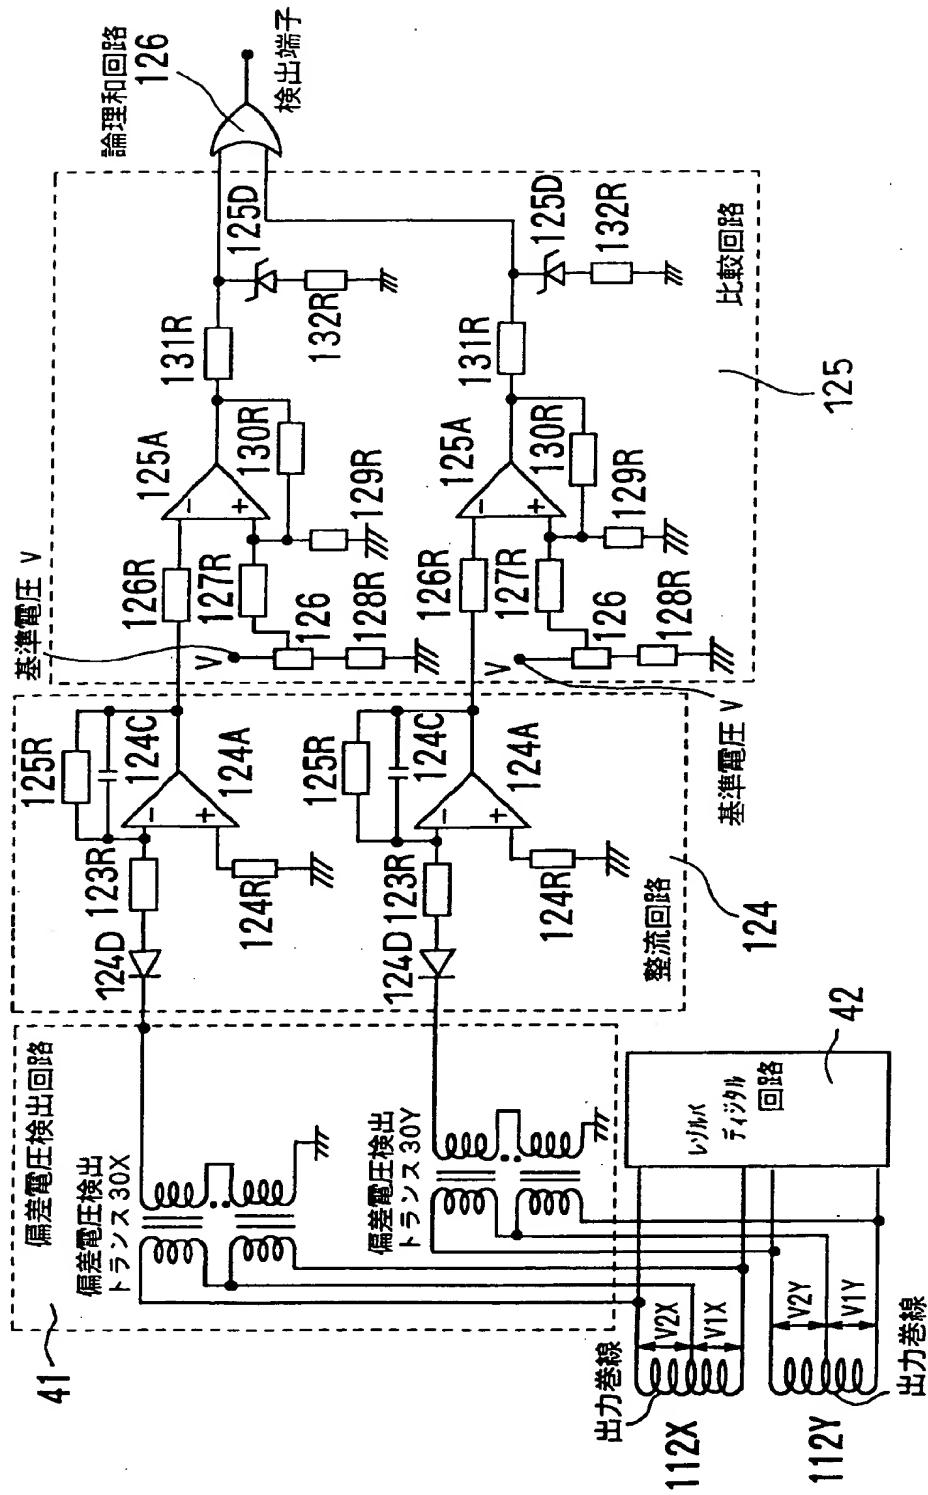 41
偏差電圧検出回路
偏差電圧検出
トランス30X
偏差電圧検出
トランス30Y
出力巻線
112X
V2X
V1X
112Y
V2Y
V1Y
出力巻線
レゾルバ
ディジタル
回路
42
124D
123R
125R
124C
124A
−
+
124R
124D
123R
125R
124C
124A
−
+
124R
整流回路
124
基準電圧 V
V
126R
127R
126
128R
125A
−
+
130R
129R
131R
125D
132R
V
基準電圧 V
126R
127R
126
128R
125A
−
+
130R
129R
131R
125D
132R
比較回路
125
論理和回路
126
検出端子